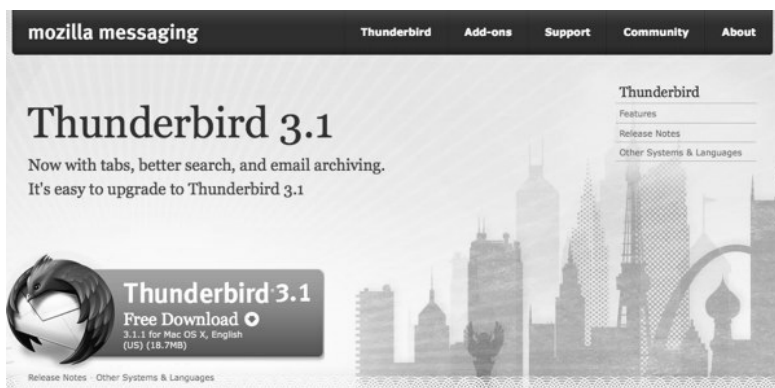 mozilla messaging
Thunderbird Add-ons Support Community About
Thunderbird 3.1
Now with tabs, better search, and email archiving.
It's easy to upgrade to Thunderbird 3.1
Thunderbird
Features
Release Notes
Other Systems & Languages
Thunderbird 3.1
Free Download
3.1.1 for Mac OS X, English
(US) (18.7MB)
Release Notes · Other Systems & Languages